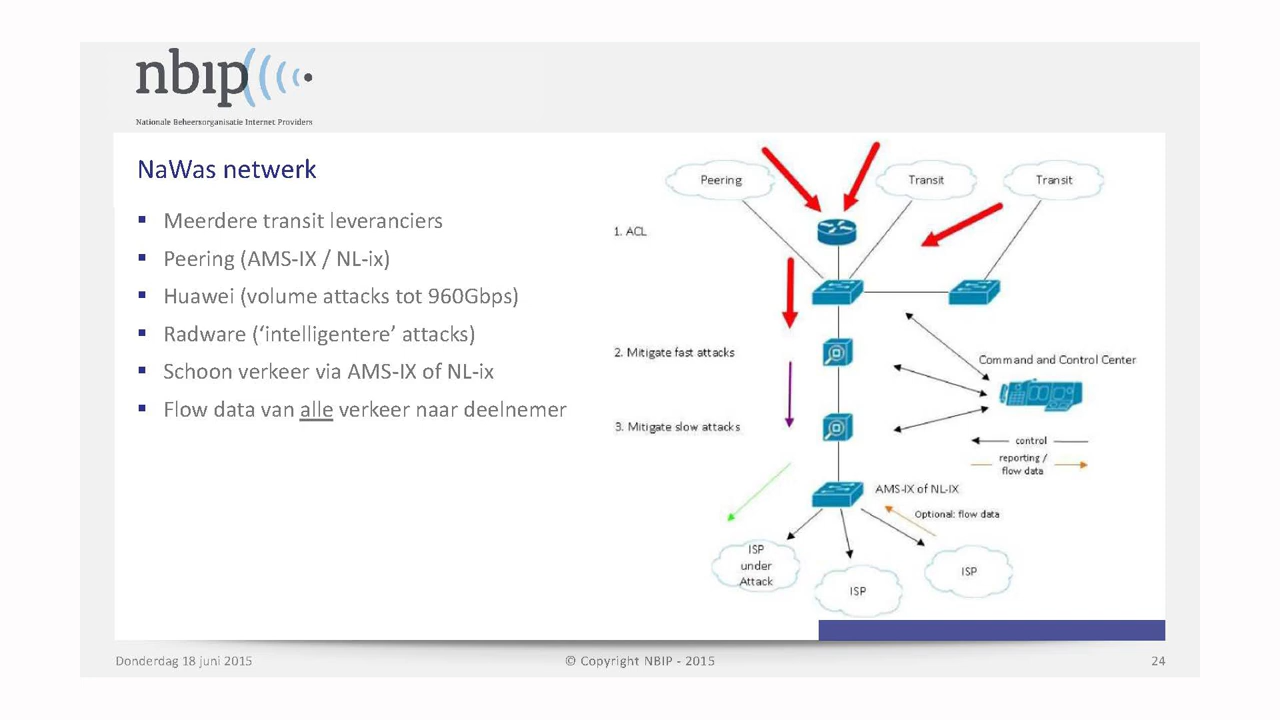 nbip
Nationale Beheersorganisatie Internet Providers
NaWas netwerk
▪ Meerdere transit leveranciers
▪ Peering (AMS-IX / NL-ix)
▪ Huawei (volume attacks tot 960Gbps)
▪ Radware (‘intelligentere’ attacks)
▪ Schoon verkeer via AMS-IX of NL-ix
▪ Flow data van alle verkeer naar deelnemer
Peering
Transit
Transit
1. ACL
2. Mitigate fast attacks
Command and Control Center
3. Mitigate slow attacks
control
reporting /
flow data
AMS-IX of NL-IX
Optional: flow data
ISP
under
Attack
ISP
ISP
Donderdag 18 juni 2015
© Copyright NBIP - 2015
24